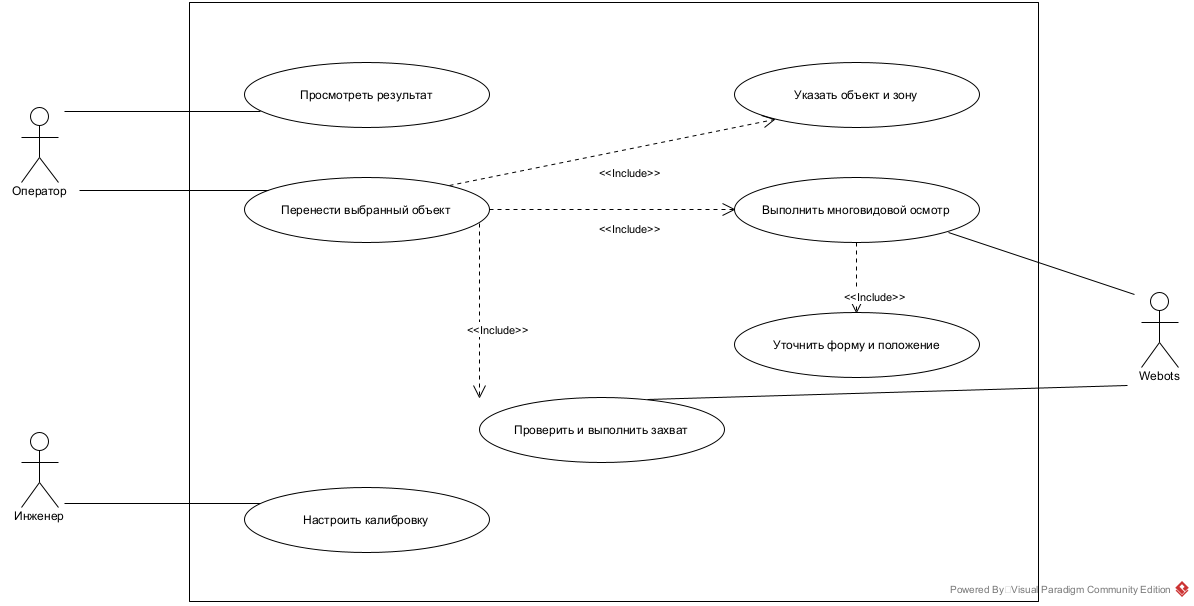 Просмотреть результат
Указать объект и зону
Оператор
<<Include>>
Перенести выбранный объект
Выполнить многовидовой осмотр
<<Include>>
<<Include>>
<<Include>>
Уточнить форму и положение
Webots
Проверить и выполнить захват
Инженер
Настроить калибровку
Powered By Visual Paradigm Community Edition